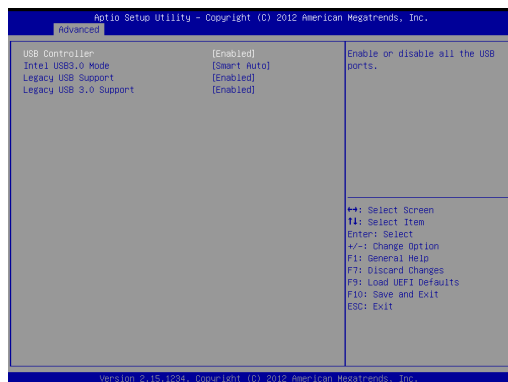 Aptio Setup Utility – Copyright (C) 2012 American Megatrends, Inc.
Advanced
USB Controller [Enabled]
Intel USB3.0 Mode [Smart Auto]
Legacy USB Support [Enabled]
Legacy USB 3.0 Support [Enabled]
Enable or disable all the USB
ports.
↔: Select Screen
↑↓: Select Item
Enter: Select
+/-: Change Option
F1: General Help
F7: Discard Changes
F9: Load UEFI Defaults
F10: Save and Exit
ESC: Exit
Version 2.15.1234. Copyright (C) 2012 American Megatrends, Inc.